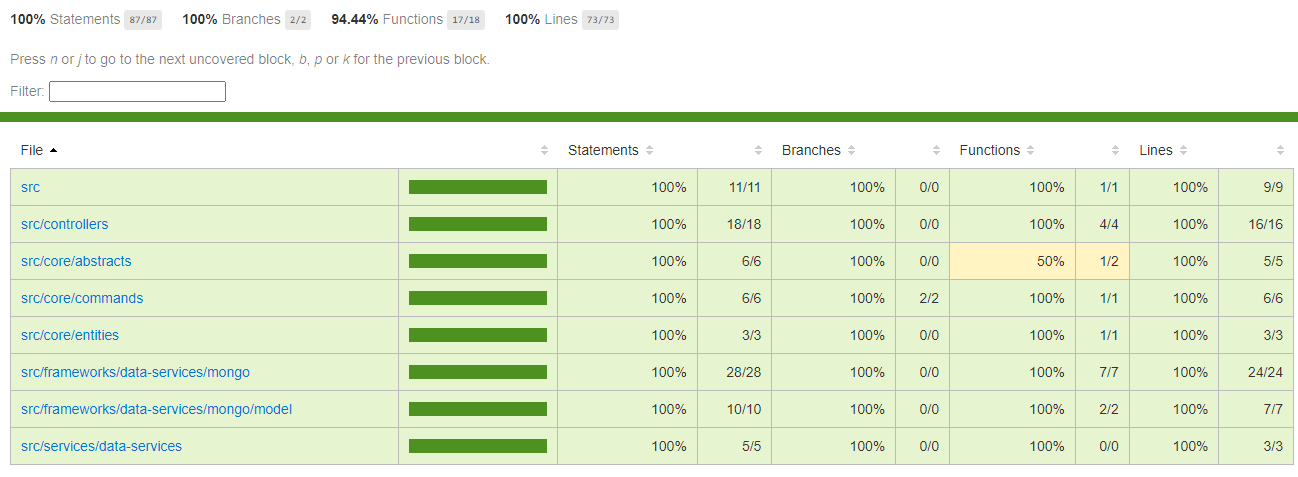 100% Statements 87/87 100% Branches 2/2 94.44% Functions 17/18 100% Lines 73/73
Press n or j to go to the next uncovered block, b, p or k for the previous block.
Filter:
File Statements Branches Functions Lines
src 100% 11/11 100% 0/0 100% 1/1 100% 9/9
src/controllers 100% 18/18 100% 0/0 100% 4/4 100% 16/16
src/core/abstracts 100% 6/6 100% 0/0 50% 1/2 100% 5/5
src/core/commands 100% 6/6 100% 2/2 100% 1/1 100% 6/6
src/core/entities 100% 3/3 100% 0/0 100% 1/1 100% 3/3
src/frameworks/data-services/mongo 100% 28/28 100% 0/0 100% 7/7 100% 24/24
src/frameworks/data-services/mongo/model 100% 10/10 100% 0/0 100% 2/2 100% 7/7
src/services/data-services 100% 5/5 100% 0/0 100% 0/0 100% 3/3